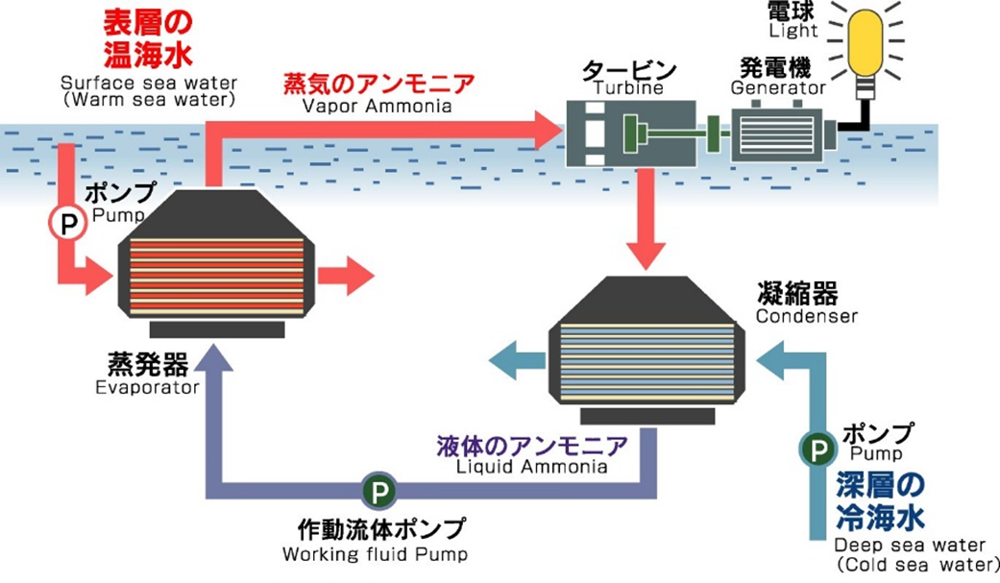 表層の
温海水
Surface sea water
(Warm sea water)
蒸気のアンモニア
Vapor Ammonia
タービン
Turbine
発電機
Generator
電球
Light
ポンプ
Pump
P
蒸発器
Evaporator
凝縮器
Condenser
液体のアンモニア
Liquid Ammonia
P
作動流体ポンプ
Working fluid Pump
P
ポンプ
Pump
深層の
冷海水
Deep sea water
(Cold sea water)